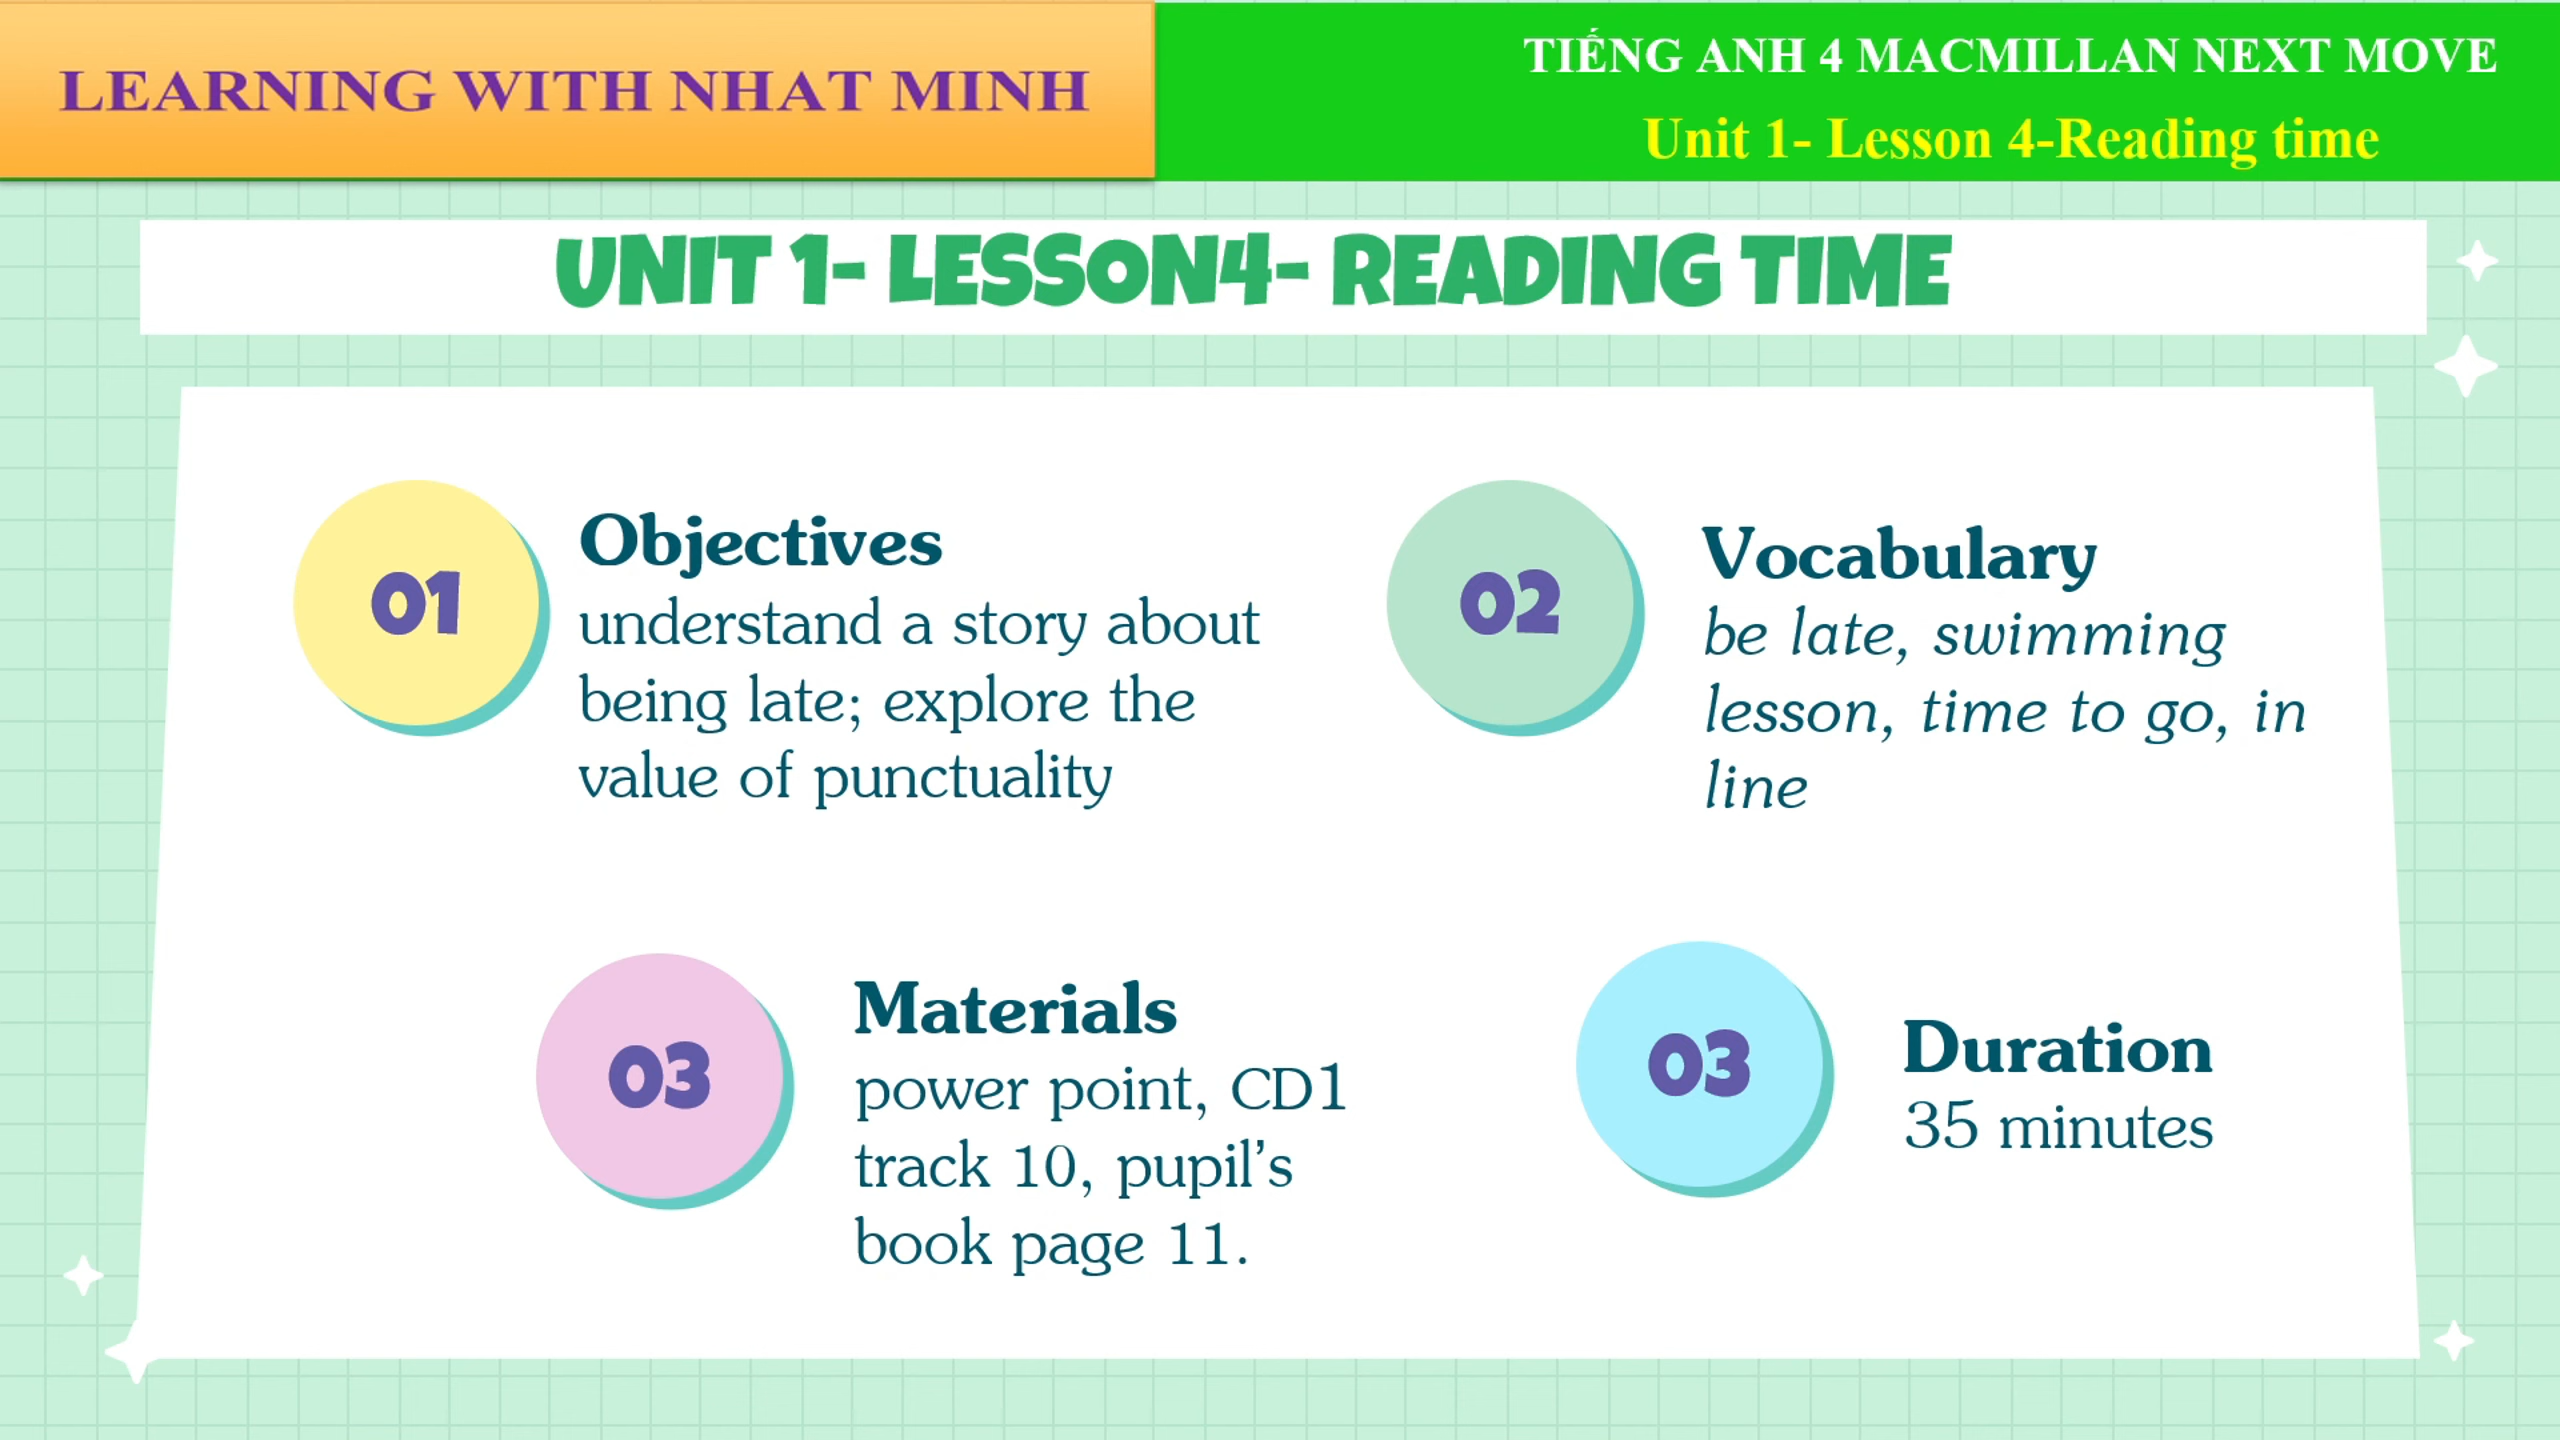 LEARNING WITH NHAT MINH
TIẾNG ANH 4 MACMILLAN NEXT MOVE
Unit 1- Lesson 4-Reading time
UNIT 1- LESSON4- READING TIME
01
Objectives
understand a story about
being late; explore the
value of punctuality
02
Vocabulary
be late, swimming
lesson, time to go, in
line
03
Materials
power point, CD1
track 10, pupil’s
book page 11.
03
Duration
35 minutes